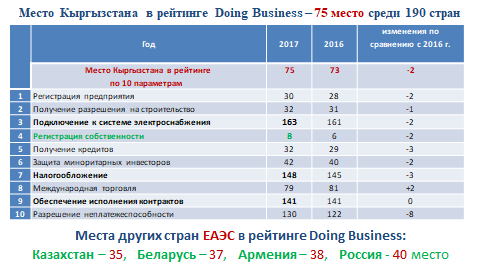 Место Кыргызстана в рейтинге Doing Business – 75 место среди 190 стран
Год 2017 2016 изменения по сравнению с 2016 г.
Место Кыргызстана в рейтинге по 10 параметрам 75 73 -2
1 Регистрация предприятия 30 28 -2
2 Получение разрешения на строительство 32 31 -1
3 Подключение к системе электроснабжения 163 161 -2
4 Регистрация собственности 8 6 -2
5 Получение кредитов 32 29 -3
6 Защита миноритарных инвесторов 42 40 -2
7 Налогообложение 148 145 -3
8 Международная торговля 79 81 +2
9 Обеспечение исполнения контрактов 141 141 0
10 Разрешение неплатежеспособности 130 122 -8
Места других стран ЕАЭС в рейтинге Doing Business:
Казахстан – 35, Беларусь – 37, Армения – 38, Россия - 40 место